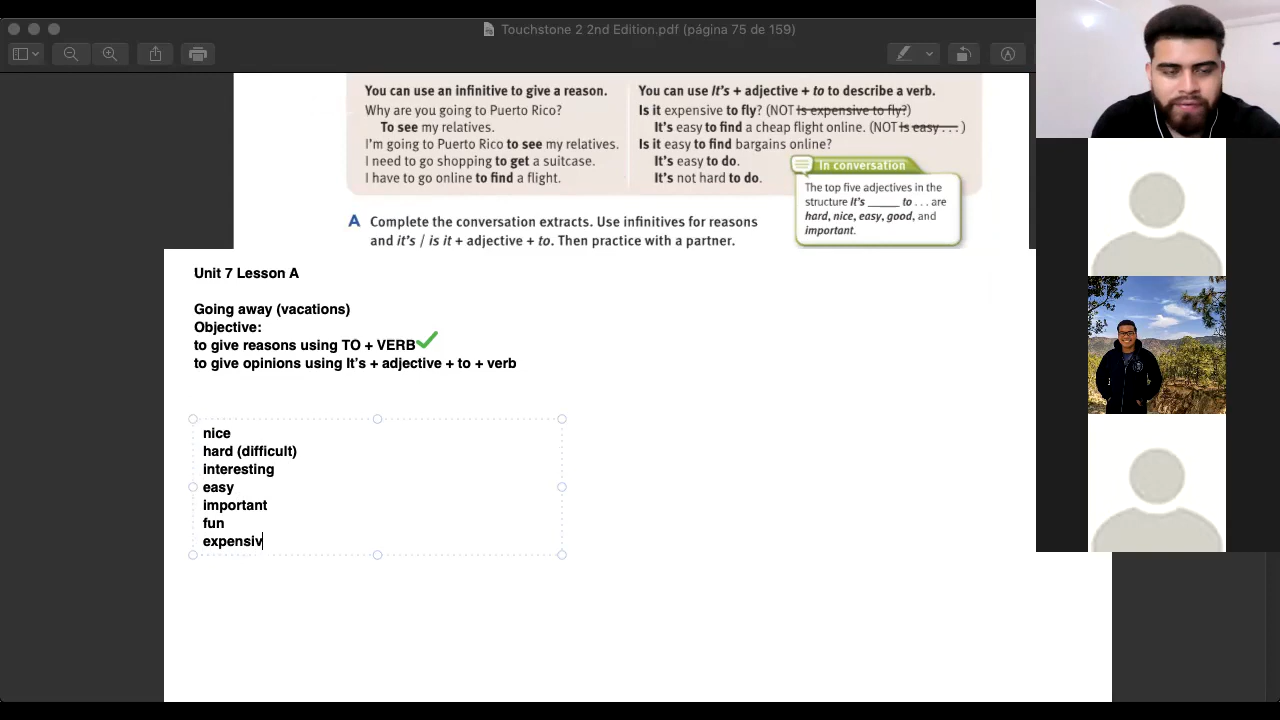 Touchstone 2 2nd Edition.pdf (página 75 de 159)
You can use an infinitive to give a reason.
Why are you going to Puerto Rico?
To see my relatives.
I'm going to Puerto Rico to see my relatives.
I need to go shopping to get a suitcase.
I have to go online to find a flight.
You can use It's + adjective + to to describe a verb.
Is it expensive to fly? (NOT Is expensive to fly?)
It's easy to find a cheap flight online. (NOT Is easy . . . )
Is it easy to find bargains online?
It's easy to do.
It's not hard to do.
In conversation
The top five adjectives in the
structure It's _____ to . . . are
hard, nice, easy, good, and
important.
A Complete the conversation extracts. Use infinitives for reasons
and it's / is it + adjective + to. Then practice with a partner.
Unit 7 Lesson A
Going away (vacations)
Objective:
to give reasons using TO + VERB
to give opinions using It's + adjective + to + verb
nice
hard (difficult)
interesting
easy
important
fun
expensiv